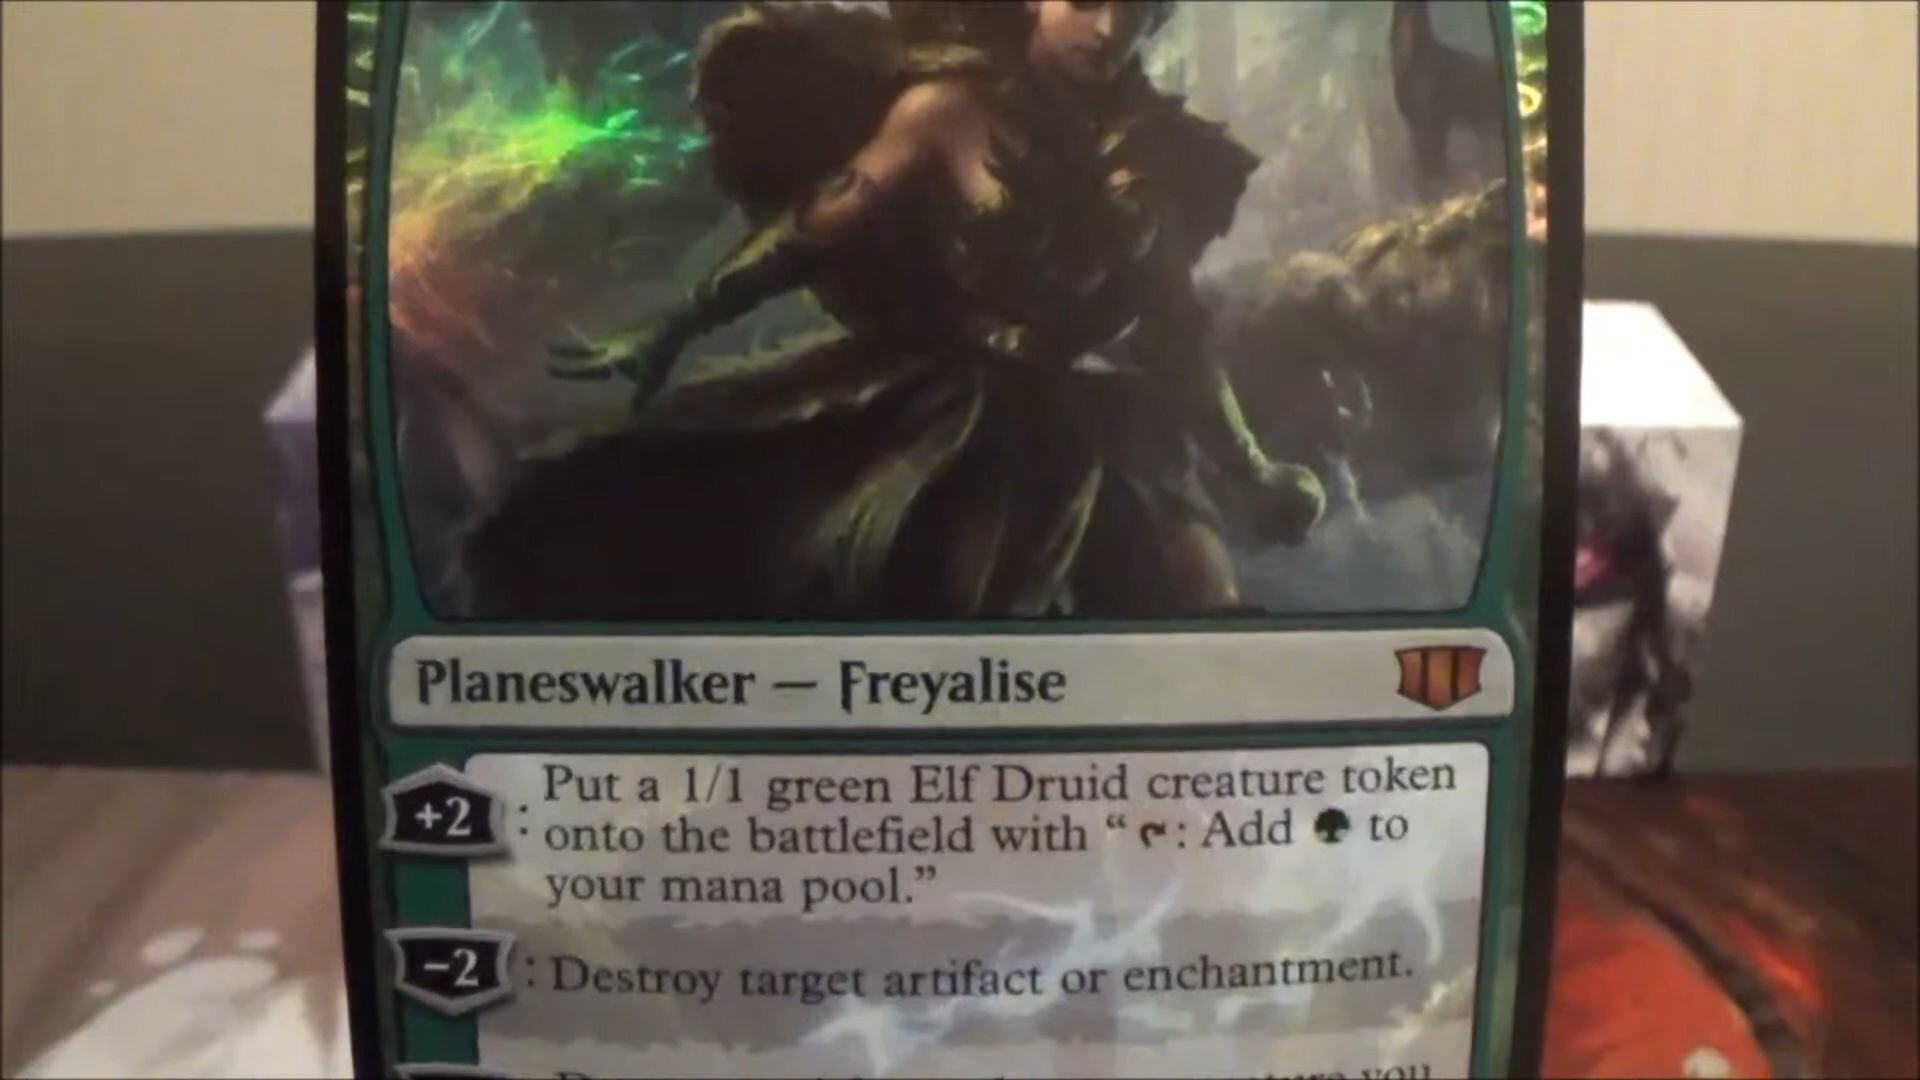 Planeswalker — Freyalise
+2 : Put a 1/1 green Elf Druid creature token
onto the battlefield with “ : Add to
your mana pool.”
−2 : Destroy target artifact or enchantment.
you